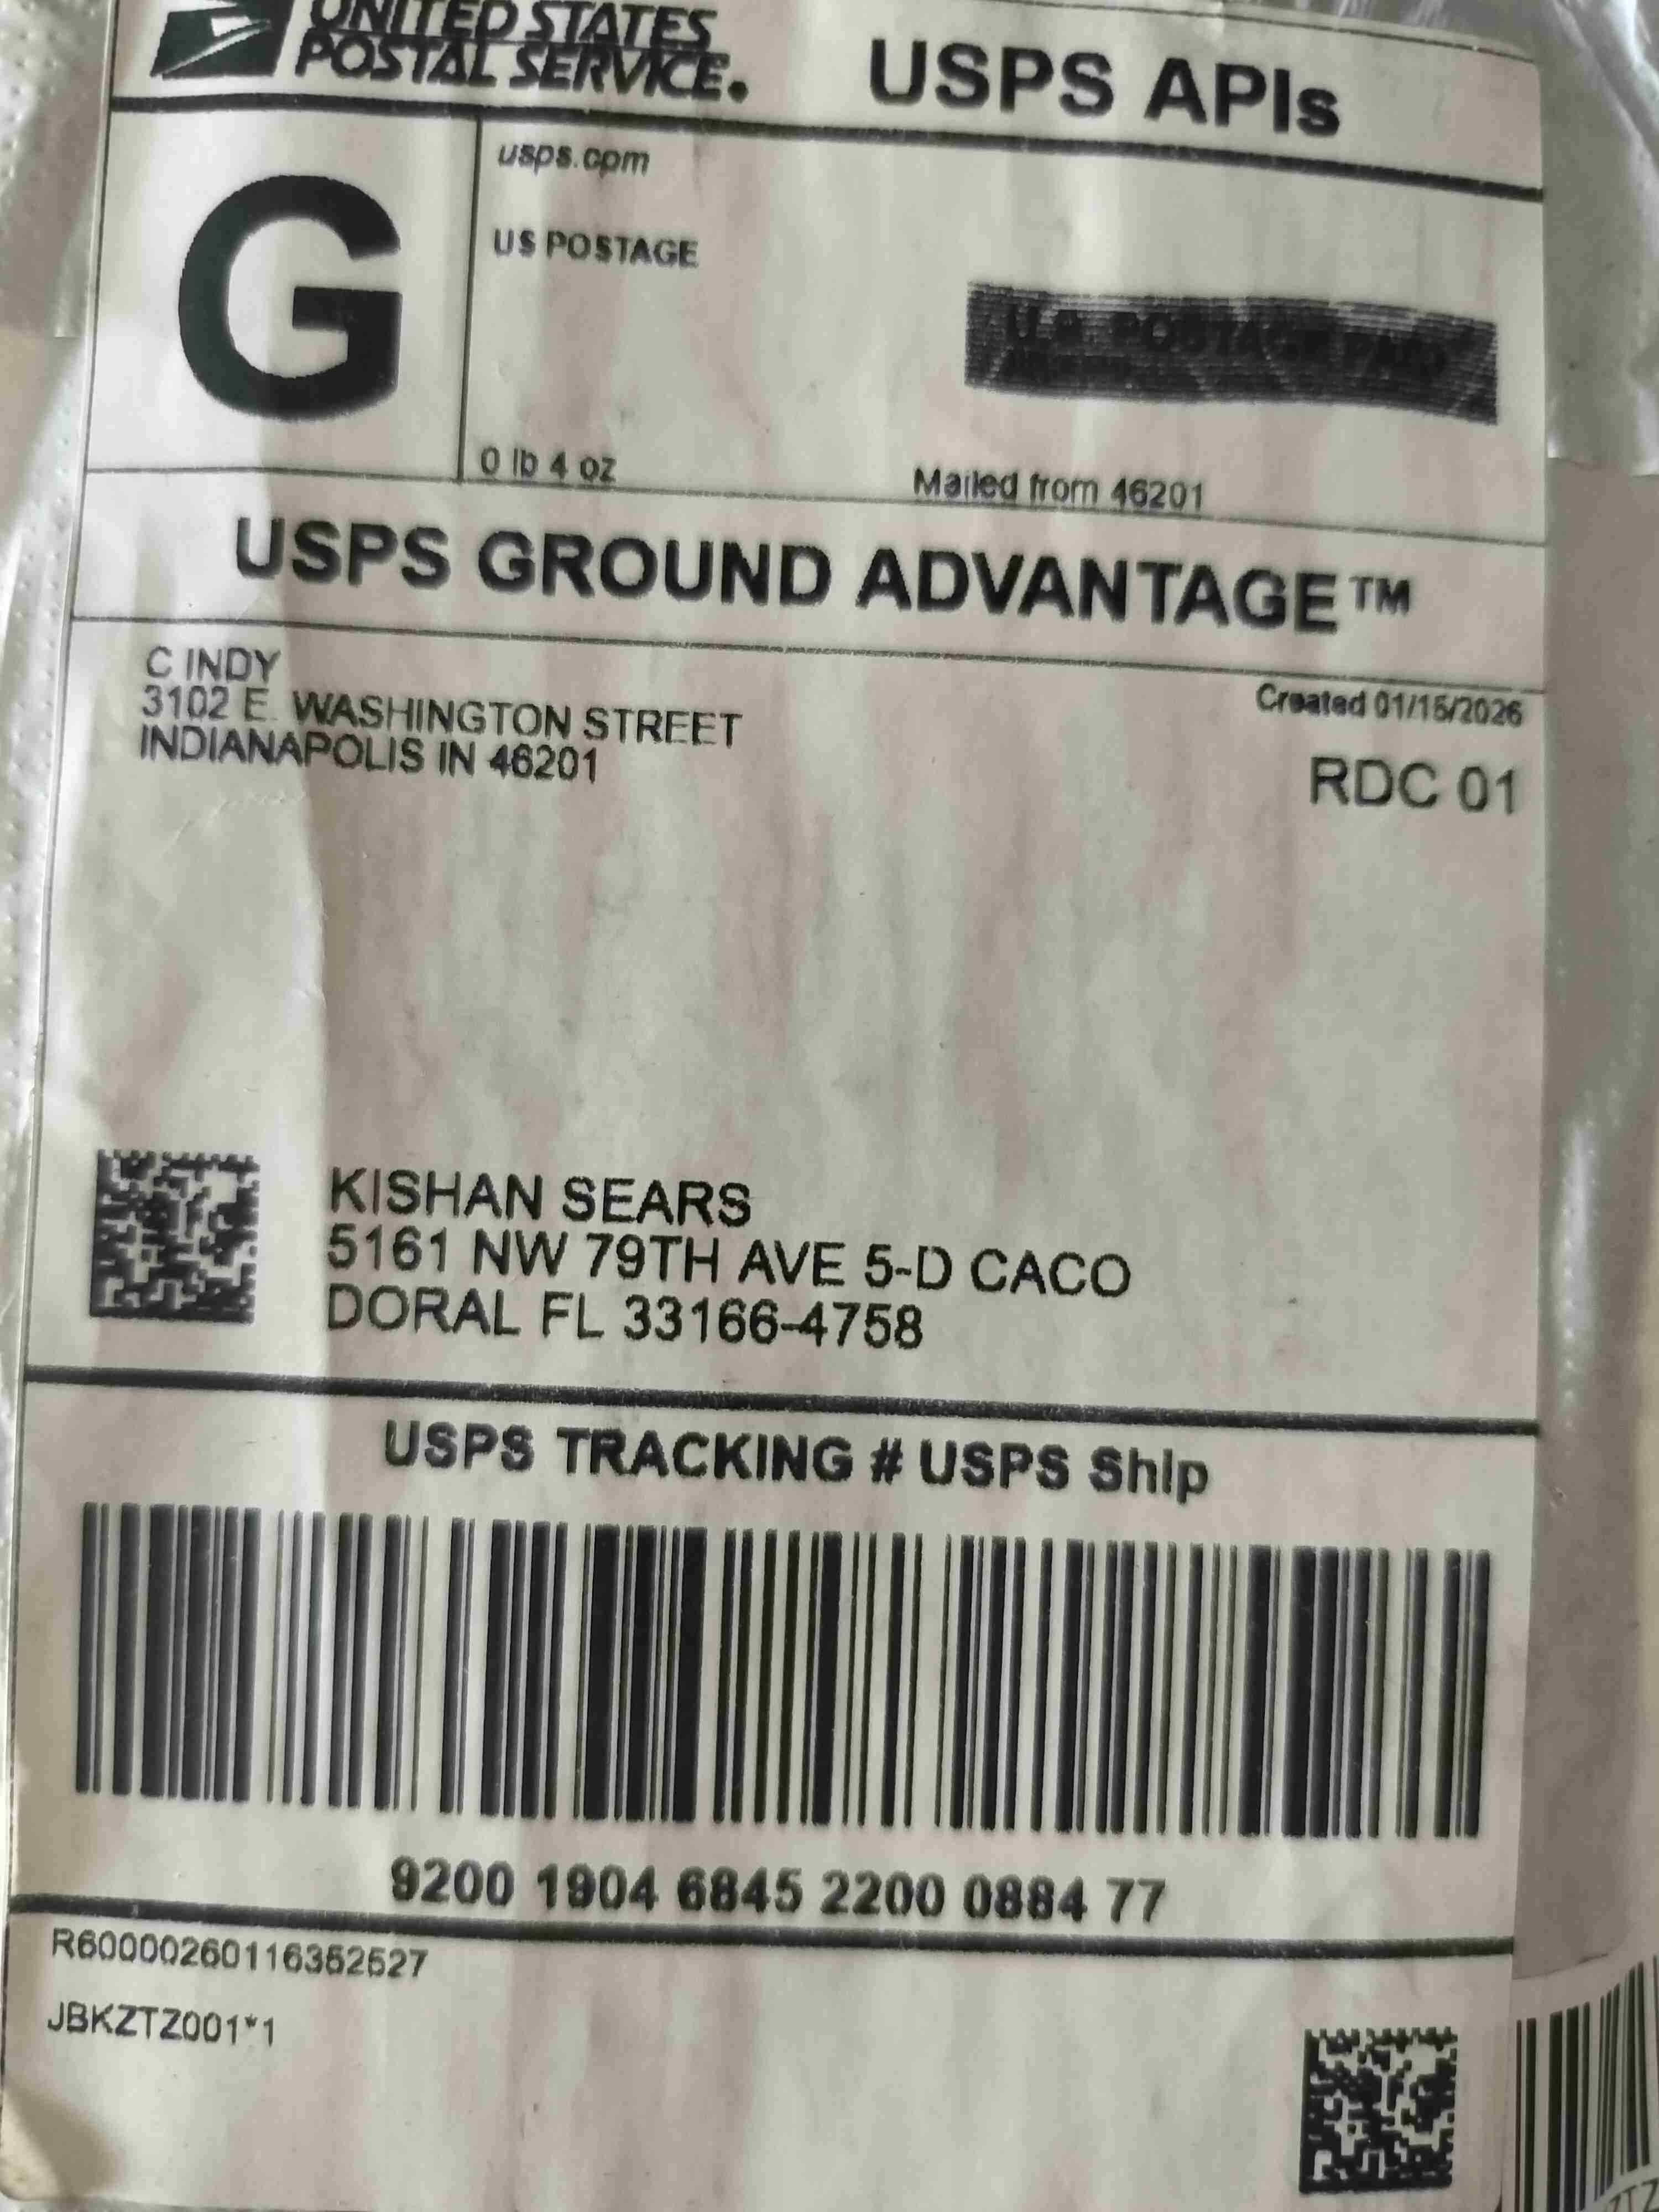 UNITED STATES
POSTAL SERVICE.
USPS APIs
G
usps.com
US POSTAGE
U.S. POSTAGE PAID
0 lb 4 oz
Mailed from 46201
USPS GROUND ADVANTAGE™
C INDY
3102 E WASHINGTON STREET
INDIANAPOLIS IN 46201
Created 01/15/2026
RDC 01
KISHAN SEARS
5161 NW 79TH AVE 5-D CACO
DORAL FL 33166-4758
USPS TRACKING # USPS Ship
9200 1904 6845 2200 0884 77
R60000260116352527
JBKZTZ001*1